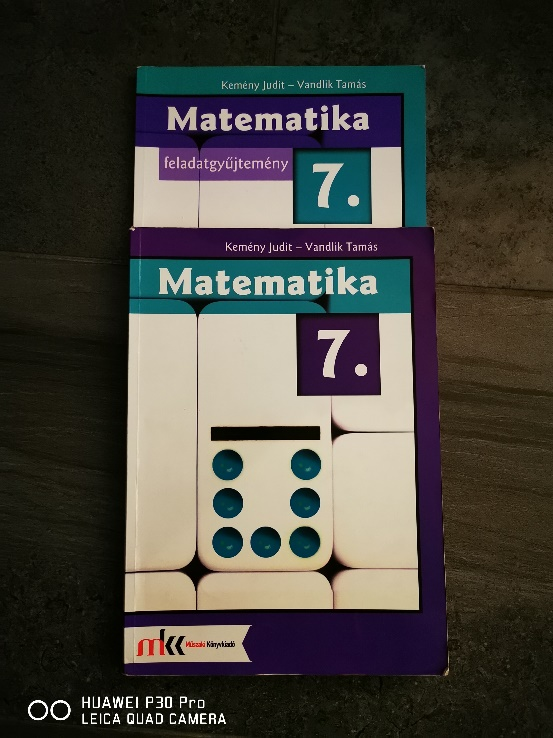 Kemény Judit – Vandlik Tamás
Matematika
feladatgyűjtemény
7.
Kemény Judit – Vandlik Tamás
Matematika
7.
mk Műszaki Könyvkiadó
HUAWEI P30 Pro
LEICA QUAD CAMERA